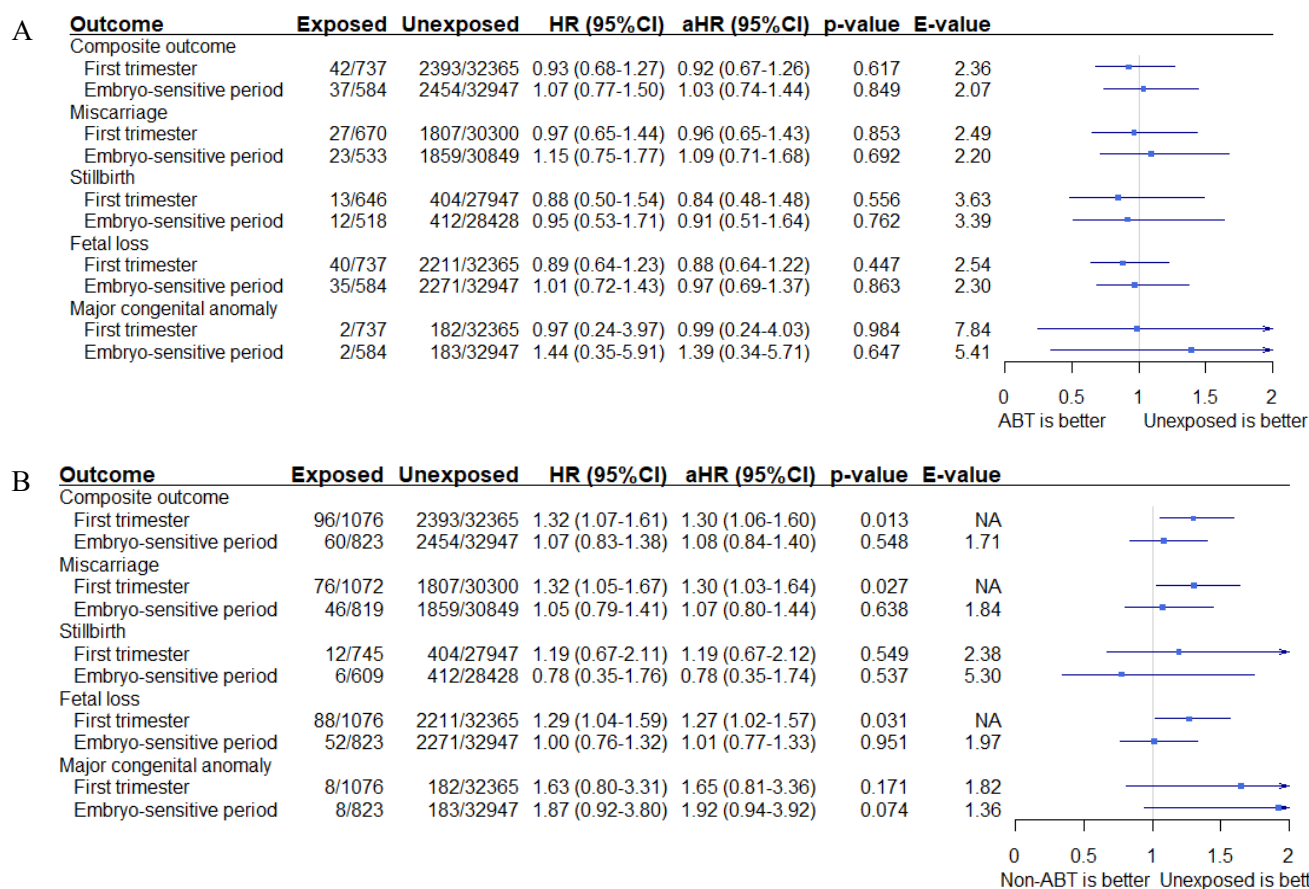 A
Outcome Exposed Unexposed HR (95%CI) aHR (95%CI) p-value E-value
Composite outcome
First trimester 42/737 2393/32365 0.93 (0.68-1.27) 0.92 (0.67-1.26) 0.617 2.36
Embryo-sensitive period 37/584 2454/32947 1.07 (0.77-1.50) 1.03 (0.74-1.44) 0.849 2.07
Miscarriage
First trimester 27/670 1807/30300 0.97 (0.65-1.44) 0.96 (0.65-1.43) 0.853 2.49
Embryo-sensitive period 23/533 1859/30849 1.15 (0.75-1.77) 1.09 (0.71-1.68) 0.692 2.20
Stillbirth
First trimester 13/646 404/27947 0.88 (0.50-1.54) 0.84 (0.48-1.48) 0.556 3.63
Embryo-sensitive period 12/518 412/28428 0.95 (0.53-1.71) 0.91 (0.51-1.64) 0.762 3.39
Fetal loss
First trimester 40/737 2211/32365 0.89 (0.64-1.23) 0.88 (0.64-1.22) 0.447 2.54
Embryo-sensitive period 35/584 2271/32947 1.01 (0.72-1.43) 0.97 (0.69-1.37) 0.863 2.30
Major congenital anomaly
First trimester 2/737 182/32365 0.97 (0.24-3.97) 0.99 (0.24-4.03) 0.984 7.84
Embryo-sensitive period 2/584 183/32947 1.44 (0.35-5.91) 1.39 (0.34-5.71) 0.647 5.41
0 0.5 1 1.5 2
ABT is better Unexposed is better
B
Outcome Exposed Unexposed HR (95%CI) aHR (95%CI) p-value E-value
Composite outcome
First trimester 96/1076 2393/32365 1.32 (1.07-1.61) 1.30 (1.06-1.60) 0.013 NA
Embryo-sensitive period 60/823 2454/32947 1.07 (0.83-1.38) 1.08 (0.84-1.40) 0.548 1.71
Miscarriage
First trimester 76/1072 1807/30300 1.32 (1.05-1.67) 1.30 (1.03-1.64) 0.027 NA
Embryo-sensitive period 46/819 1859/30849 1.05 (0.79-1.41) 1.07 (0.80-1.44) 0.638 1.84
Stillbirth
First trimester 12/745 404/27947 1.19 (0.67-2.11) 1.19 (0.67-2.12) 0.549 2.38
Embryo-sensitive period 6/609 412/28428 0.78 (0.35-1.76) 0.78 (0.35-1.74) 0.537 5.30
Fetal loss
First trimester 88/1076 2211/32365 1.29 (1.04-1.59) 1.27 (1.02-1.57) 0.031 NA
Embryo-sensitive period 52/823 2271/32947 1.00 (0.76-1.32) 1.01 (0.77-1.33) 0.951 1.97
Major congenital anomaly
First trimester 8/1076 182/32365 1.63 (0.80-3.31) 1.65 (0.81-3.36) 0.171 1.82
Embryo-sensitive period 8/823 183/32947 1.87 (0.92-3.80) 1.92 (0.94-3.92) 0.074 1.36
0 0.5 1 1.5 2
Non-ABT is better Unexposed is bett